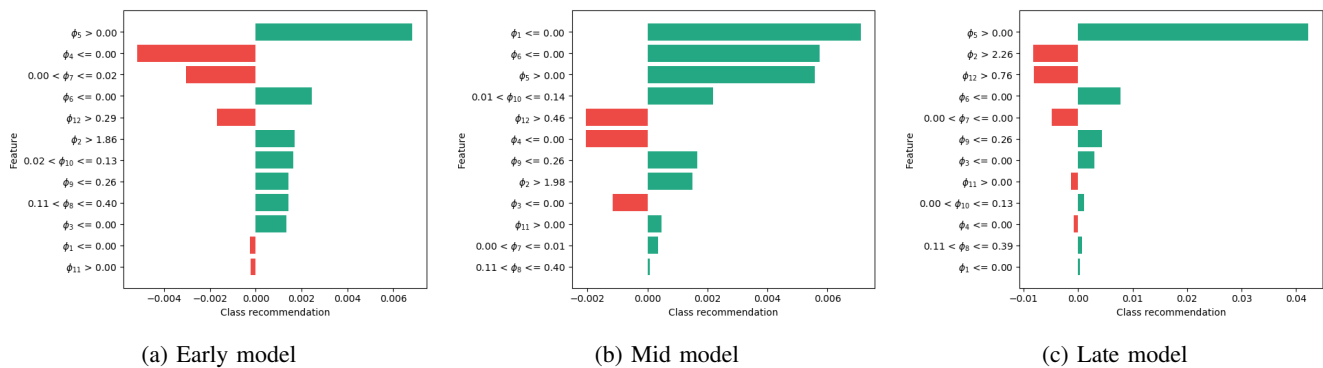 Feature
ϕ5 > 0.00
ϕ4 <= 0.00
0.00 < ϕ7 <= 0.02
ϕ6 <= 0.00
ϕ12 > 0.29
ϕ2 > 1.86
0.02 < ϕ10 <= 0.13
ϕ9 <= 0.26
0.11 < ϕ8 <= 0.40
ϕ3 <= 0.00
ϕ1 <= 0.00
ϕ11 > 0.00
−0.004 −0.002 0.000 0.002 0.004 0.006
Class recommendation
(a) Early model
Feature
ϕ1 <= 0.00
ϕ6 <= 0.00
ϕ5 > 0.00
0.01 < ϕ10 <= 0.14
ϕ12 > 0.46
ϕ4 <= 0.00
ϕ9 <= 0.26
ϕ2 > 1.98
ϕ3 <= 0.00
ϕ11 > 0.00
0.00 < ϕ7 <= 0.01
0.11 < ϕ8 <= 0.40
−0.002 0.000 0.002 0.004 0.006
Class recommendation
(b) Mid model
Feature
ϕ5 > 0.00
ϕ2 > 2.26
ϕ12 > 0.76
ϕ6 <= 0.00
0.00 < ϕ7 <= 0.00
ϕ9 <= 0.26
ϕ3 <= 0.00
ϕ11 > 0.00
0.00 < ϕ10 <= 0.13
ϕ4 <= 0.00
0.11 < ϕ8 <= 0.39
ϕ1 <= 0.00
−0.01 0.00 0.01 0.02 0.03 0.04
Class recommendation
(c) Late model